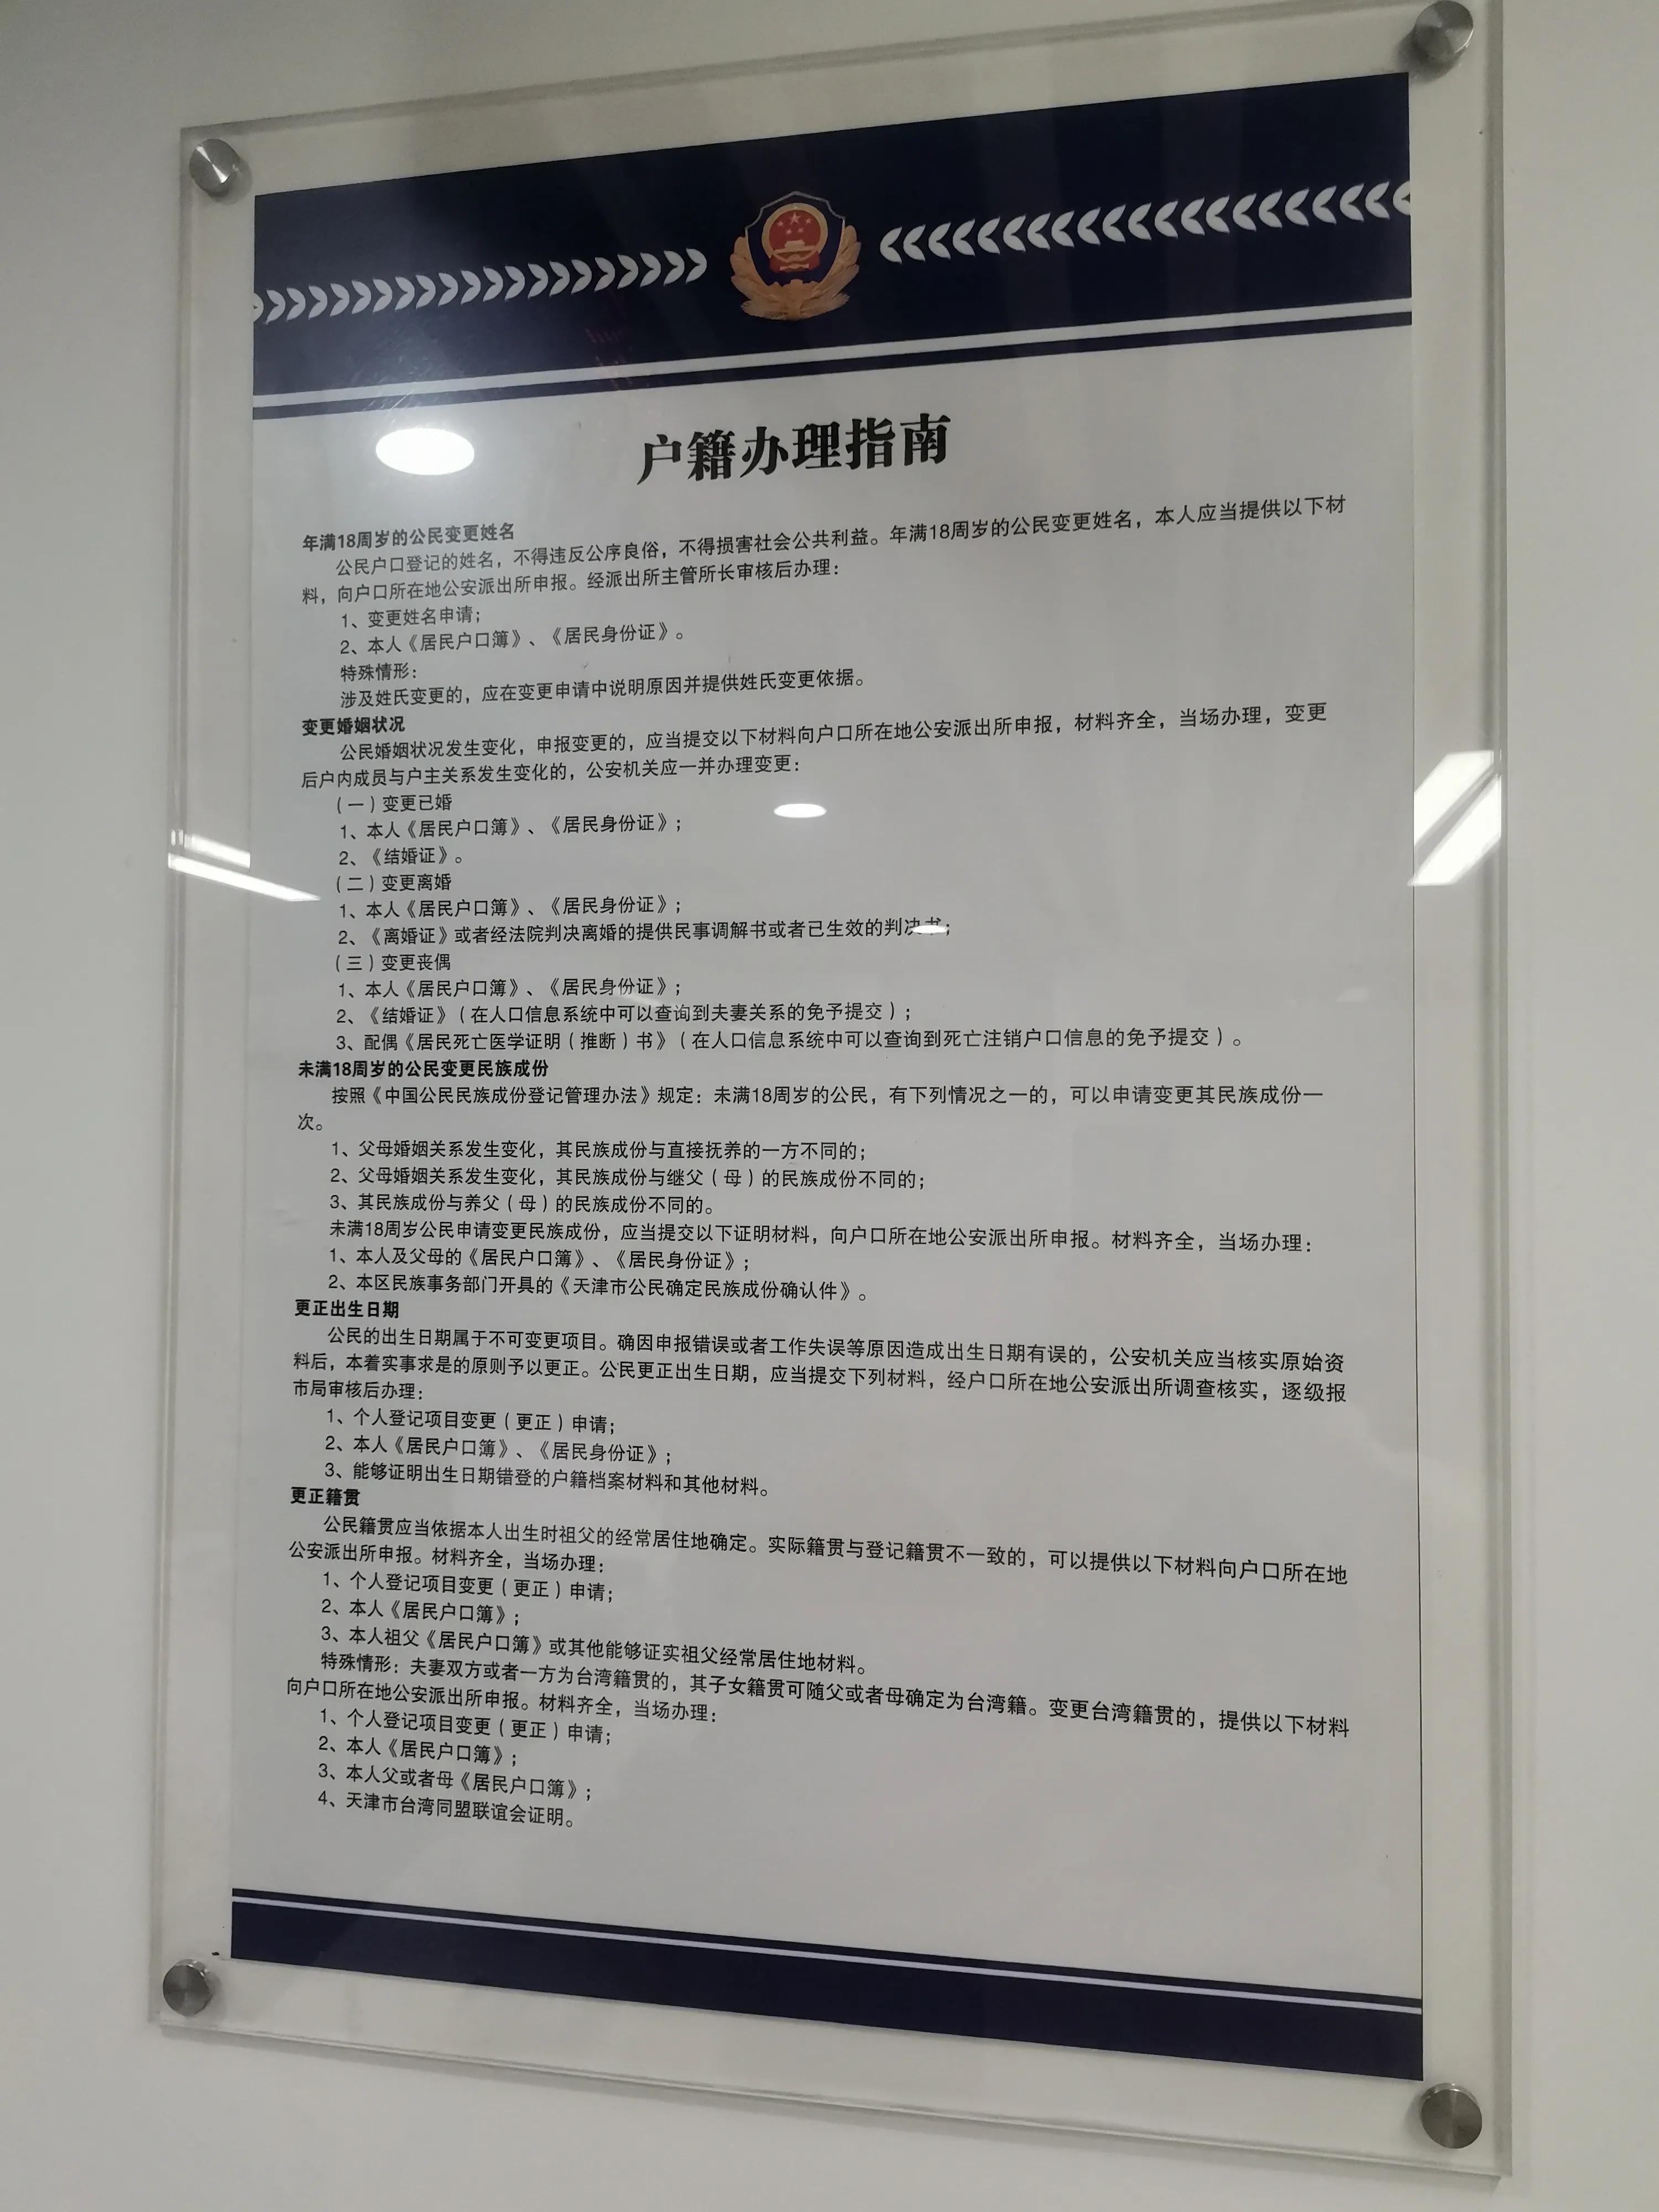 户籍办理指南
年满18周岁的公民变更姓名
公民户口登记的姓名，不得违反公序良俗，不得损害社会公共利益。年满18周岁的公民变更姓名，本人应当提供以下材
料，向户口所在地公安派出所申报。经派出所主管所长审核后办理：
1、变更姓名申请；
2、本人《居民户口簿》、《居民身份证》。
特殊情形：
涉及姓氏变更的，应在变更申请中说明原因并提供姓氏变更依据。
变更婚姻状况
公民婚姻状况发生变化，申报变更的，应当提交以下材料向户口所在地公安派出所申报，材料齐全，当场办理，变更
后户内成员与户主关系发生变化的，公安机关应一并办理变更：
（一）变更已婚
1、本人《居民户口簿》、《居民身份证》；
2、《结婚证》。
（二）变更离婚
1、本人《居民户口簿》、《居民身份证》；
2、《离婚证》或者经法院判决离婚的提供民事调解书或者已生效的判决书；
（三）变更丧偶
1、本人《居民户口簿》、《居民身份证》；
2、《结婚证》（在人口信息系统中可以查询到夫妻关系的免予提交）；
3、配偶《居民死亡医学证明（推断）书》（在人口信息系统中可以查询到死亡注销户口信息的免予提交）。
未满18周岁的公民变更民族成份
按照《中国公民民族成份登记管理办法》规定：未满18周岁的公民，有下列情况之一的，可以申请变更其民族成份一
次。
1、父母婚姻关系发生变化，其民族成份与直接抚养的一方不同的；
2、父母婚姻关系发生变化，其民族成份与继父（母）的民族成份不同的；
3、其民族成份与养父（母）的民族成份不同的。
未满18周岁公民申请变更民族成份，应当提交以下证明材料，向户口所在地公安派出所申报。材料齐全，当场办理：
1、本人及父母的《居民户口簿》、《居民身份证》；
2、本区民族事务部门开具的《天津市公民确定民族成份确认件》。
更正出生日期
公民的出生日期属于不可变更项目。确因申报错误或者工作失误等原因造成出生日期有误的，公安机关应当核实原始资
料后，本着实事求是的原则予以更正。公民更正出生日期，应当提交下列材料，经户口所在地公安派出所调查核实，逐级报
市局审核后办理：
1、个人登记项目变更（更正）申请；
2、本人《居民户口簿》、《居民身份证》；
3、能够证明出生日期错登的户籍档案材料和其他材料。
更正籍贯
公民籍贯应当依据本人出生时祖父的经常居住地确定。实际籍贯与登记籍贯不一致的，可以提供以下材料向户口所在地
公安派出所申报。材料齐全，当场办理：
1、个人登记项目变更（更正）申请；
2、本人《居民户口簿》；
3、本人祖父《居民户口簿》或其他能够证实祖父经常居住地材料。
特殊情形：夫妻双方或者一方为台湾籍贯的，其子女籍贯可随父或者母确定为台湾籍。变更台湾籍贯的，提供以下材料
向户口所在地公安派出所申报。材料齐全，当场办理：
1、个人登记项目变更（更正）申请；
2、本人《居民户口簿》；
3、本人父或者母《居民户口簿》；
4、天津市台湾同盟联谊会证明。